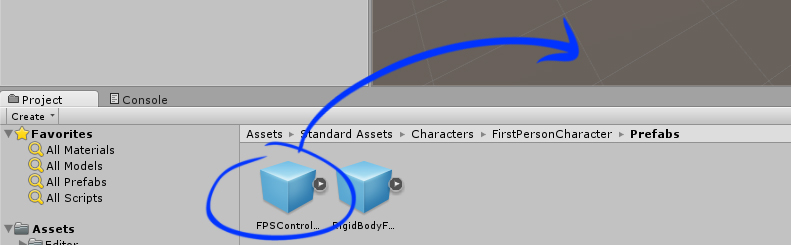 Project
Console
Create
Favorites
Assets ▸ Standard Assets ▸ Characters ▸ FirstPersonCharacter ▸ Prefabs
All Materials
All Models
All Prefabs
All Scripts
FPSControl...
RigidBodyF...
Assets
Editor